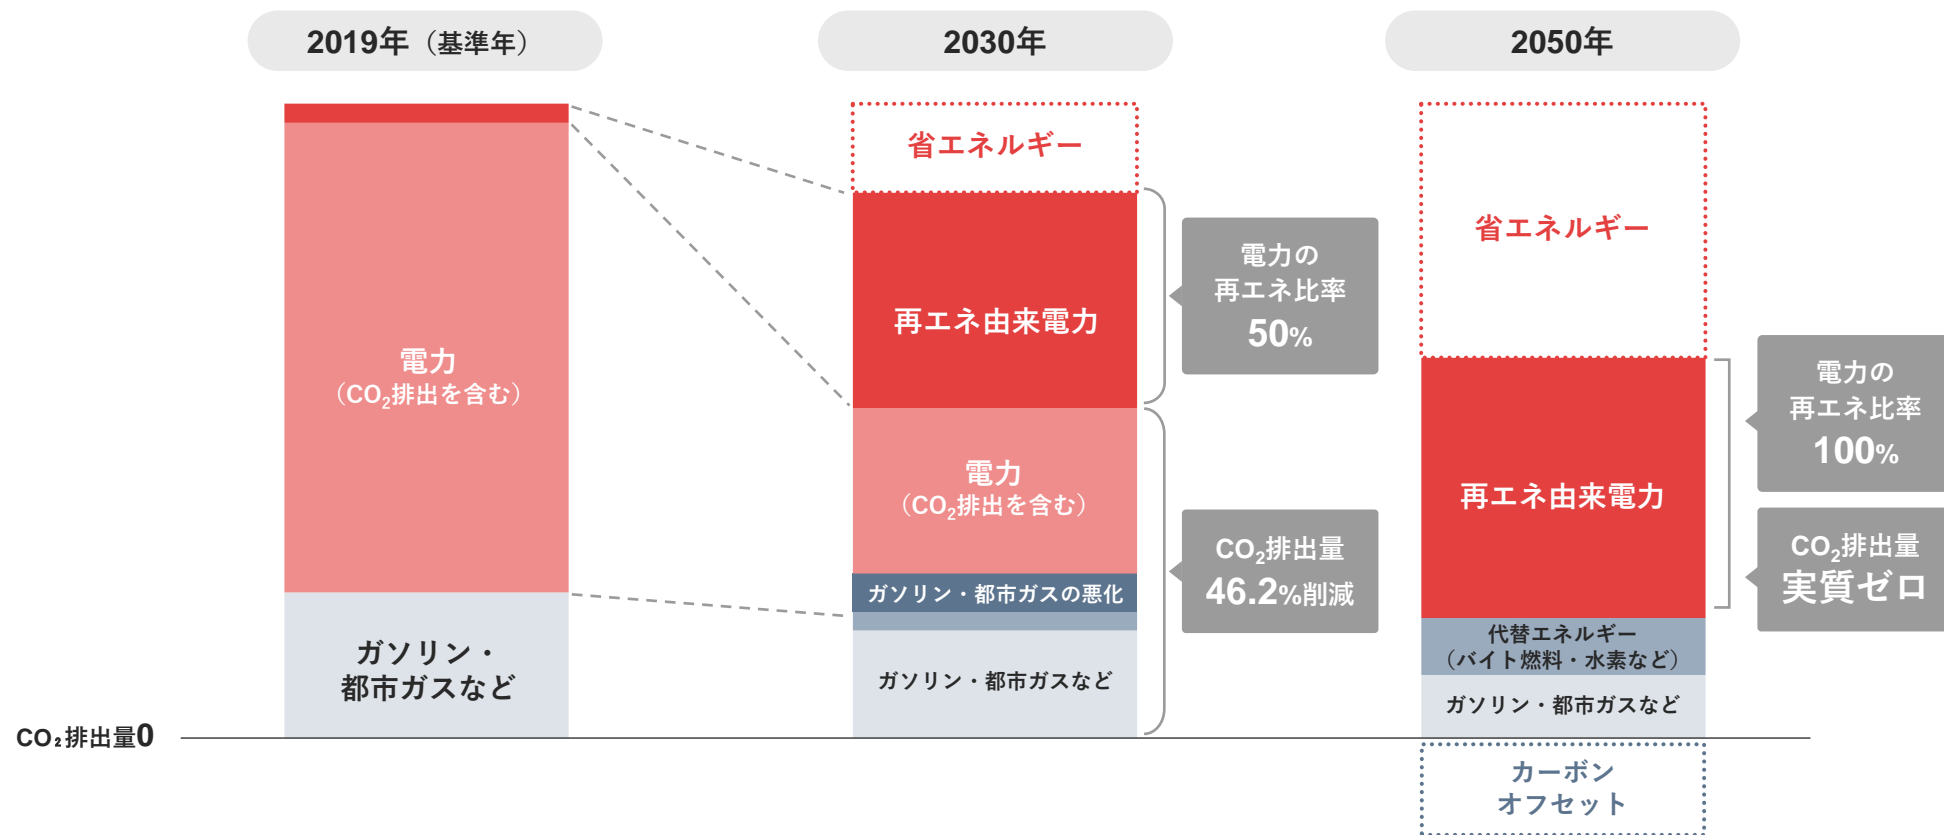 2019年（基準年）
2030年
2050年
電力
（CO₂排出を含む）
ガソリン・
都市ガスなど
省エネルギー
再エネ由来電力
電力
（CO₂排出を含む）
ガソリン・都市ガスの悪化
ガソリン・都市ガスなど
電力の
再エネ比率
50%
CO₂排出量
46.2%削減
省エネルギー
再エネ由来電力
代替エネルギー
（バイト燃料・水素など）
ガソリン・都市ガスなど
電力の
再エネ比率
100%
CO₂排出量
実質ゼロ
CO₂排出量0
カーボン
オフセット